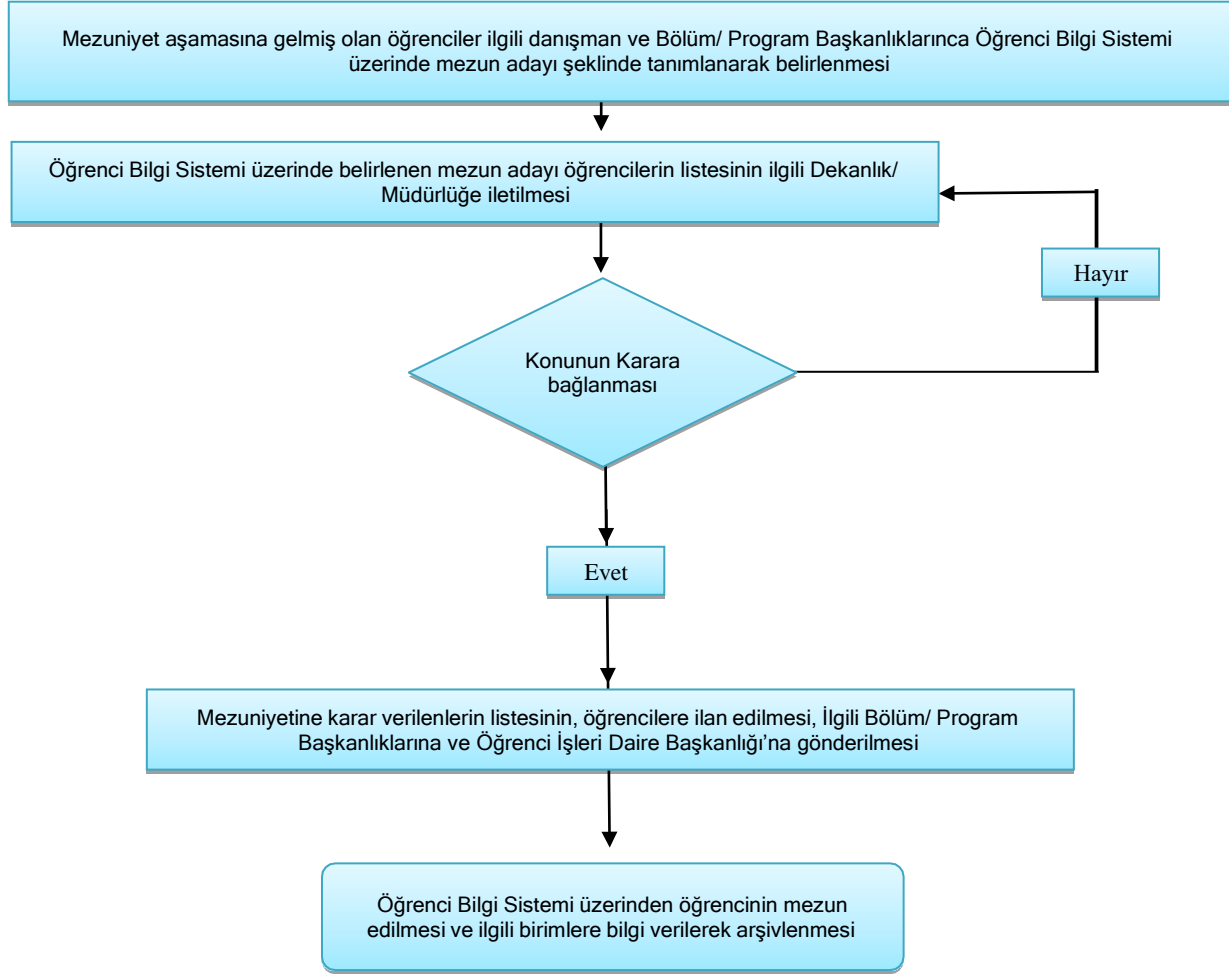 Mezuniyet aşamasına gelmiş olan öğrenciler ilgili danışman ve Bölüm/ Program Başkanlıklarınca Öğrenci Bilgi Sistemi
üzerinde mezun adayı şeklinde tanımlanarak belirlenmesi
Öğrenci Bilgi Sistemi üzerinde belirlenen mezun adayı öğrencilerin listesinin ilgili Dekanlık/
Müdürlüğe iletilmesi
Hayır
Konunun Karara
bağlanması
Evet
Mezuniyetine karar verilenlerin listesinin, öğrencilere ilan edilmesi, İlgili Bölüm/ Program
Başkanlıklarına ve Öğrenci İşleri Daire Başkanlığı’na gönderilmesi
Öğrenci Bilgi Sistemi üzerinden öğrencinin mezun
edilmesi ve ilgili birimlere bilgi verilerek arşivlenmesi